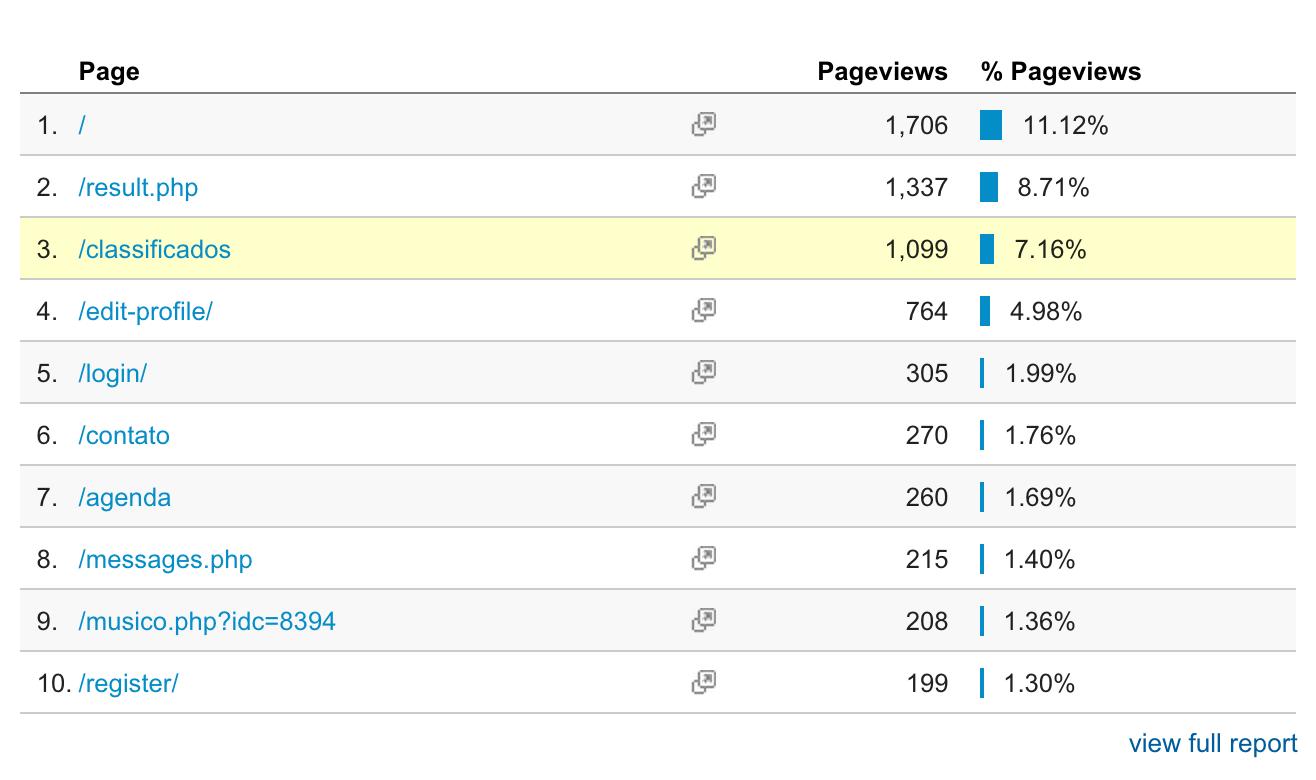 Page Pageviews % Pageviews
1. / 1,706 11.12%
2. /result.php 1,337 8.71%
3. /classificados 1,099 7.16%
4. /edit-profile/ 764 4.98%
5. /login/ 305 1.99%
6. /contato 270 1.76%
7. /agenda 260 1.69%
8. /messages.php 215 1.40%
9. /musico.php?idc=8394 208 1.36%
10. /register/ 199 1.30%
view full report